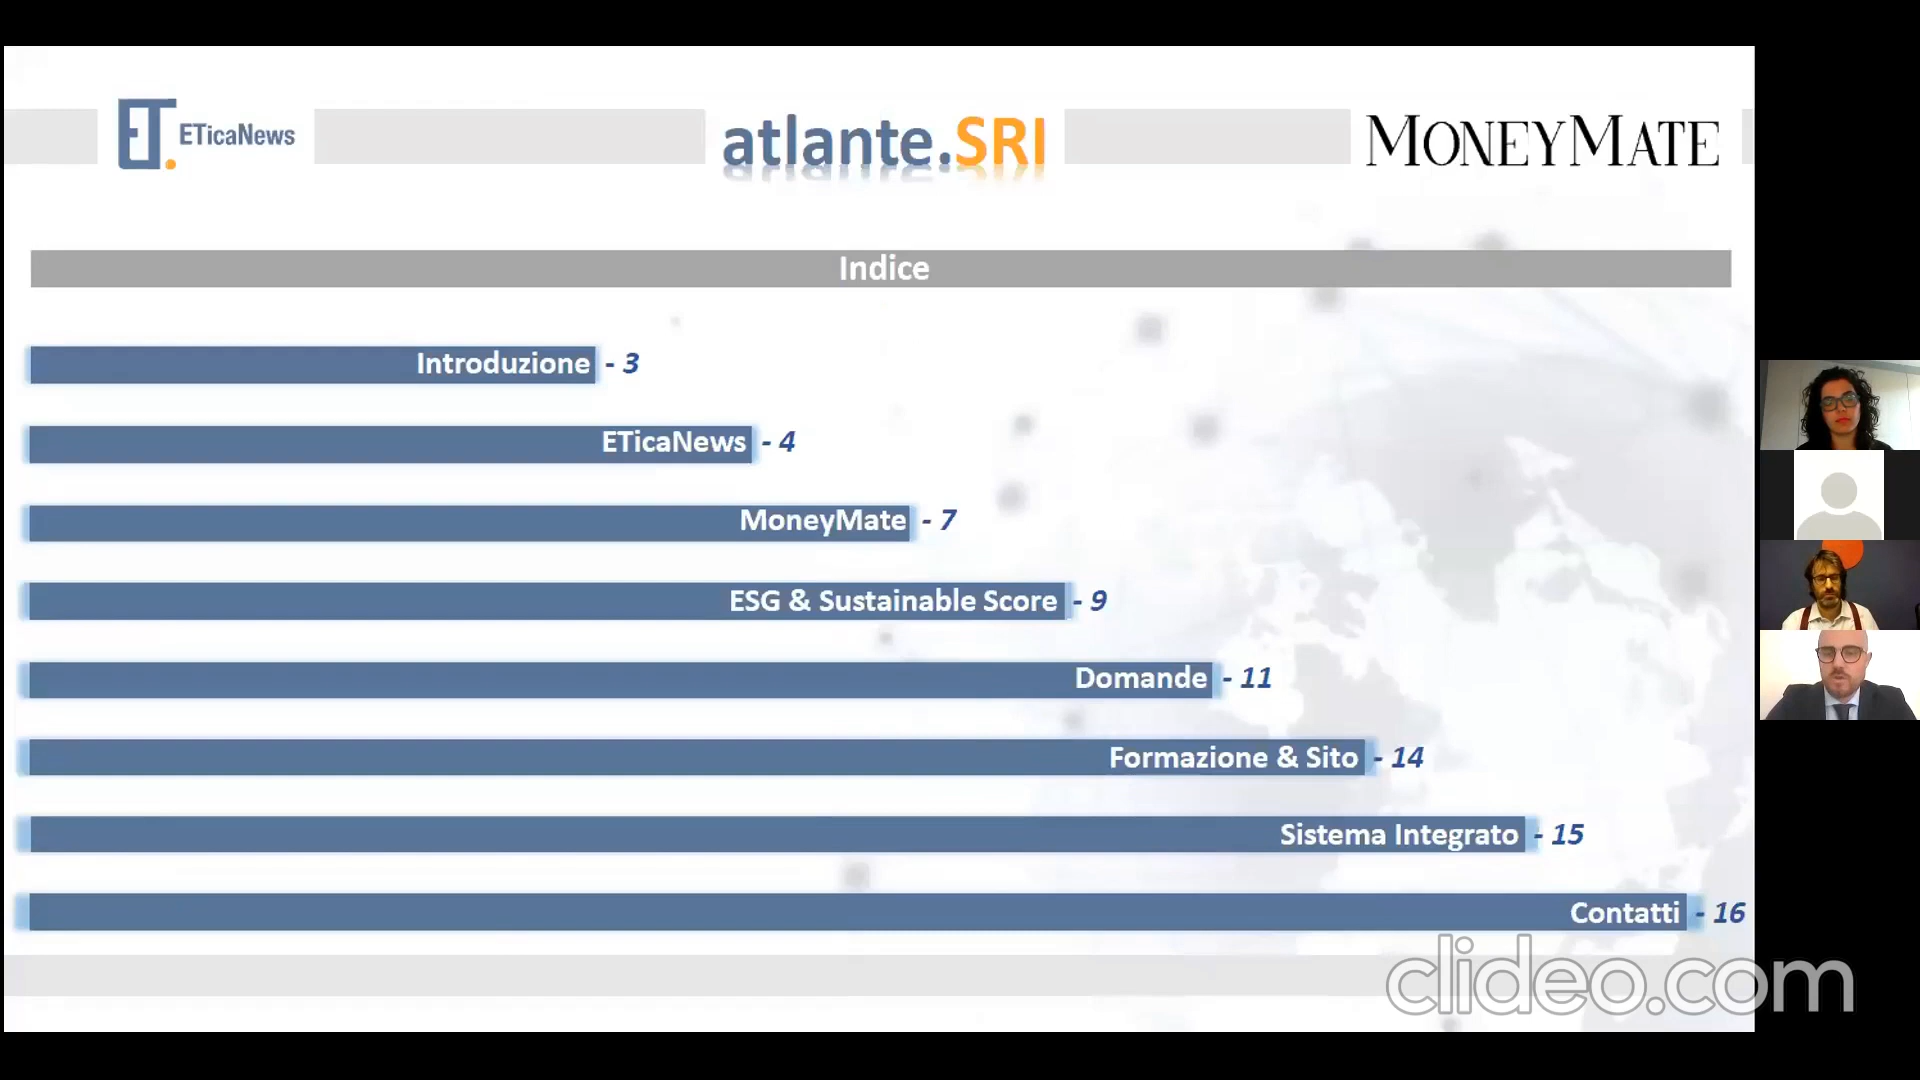 ET.
ETicaNews
atlante.SRI
MONEYMATE
Indice
Introduzione - 3
ETicaNews - 4
MoneyMate - 7
ESG & Sustainable Score - 9
Domande - 11
Formazione & Sito - 14
Sistema Integrato - 15
Contatti - 16
clideo.com